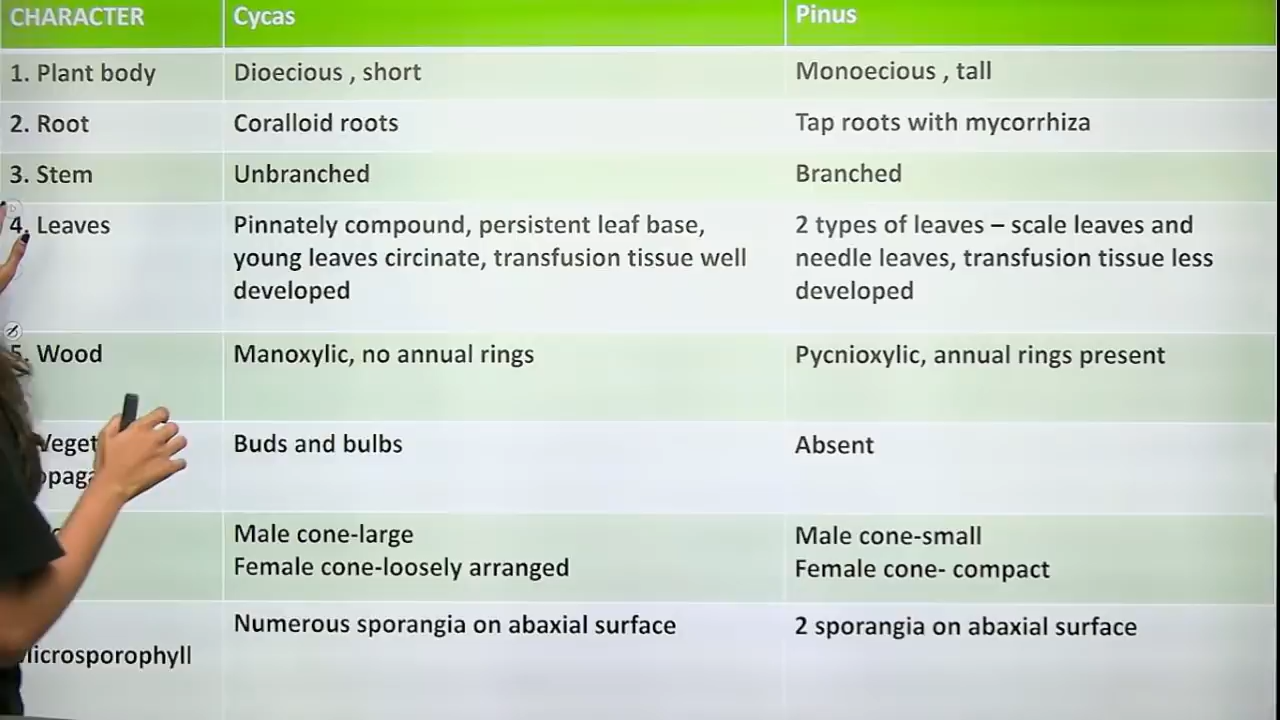 CHARACTER Cycas Pinus
1. Plant body Dioecious , short Monoecious , tall
2. Root Coralloid roots Tap roots with mycorrhiza
3. Stem Unbranched Branched
4. Leaves Pinnately compound, persistent leaf base, 2 types of leaves – scale leaves and
young leaves circinate, transfusion tissue well needle leaves, transfusion tissue less
developed developed
5. Wood Manoxylic, no annual rings Pycnioxylic, annual rings present
Buds and bulbs Absent
Male cone-large Male cone-small
Female cone-loosely arranged Female cone- compact
Numerous sporangia on abaxial surface 2 sporangia on abaxial surface
icrosporophyll